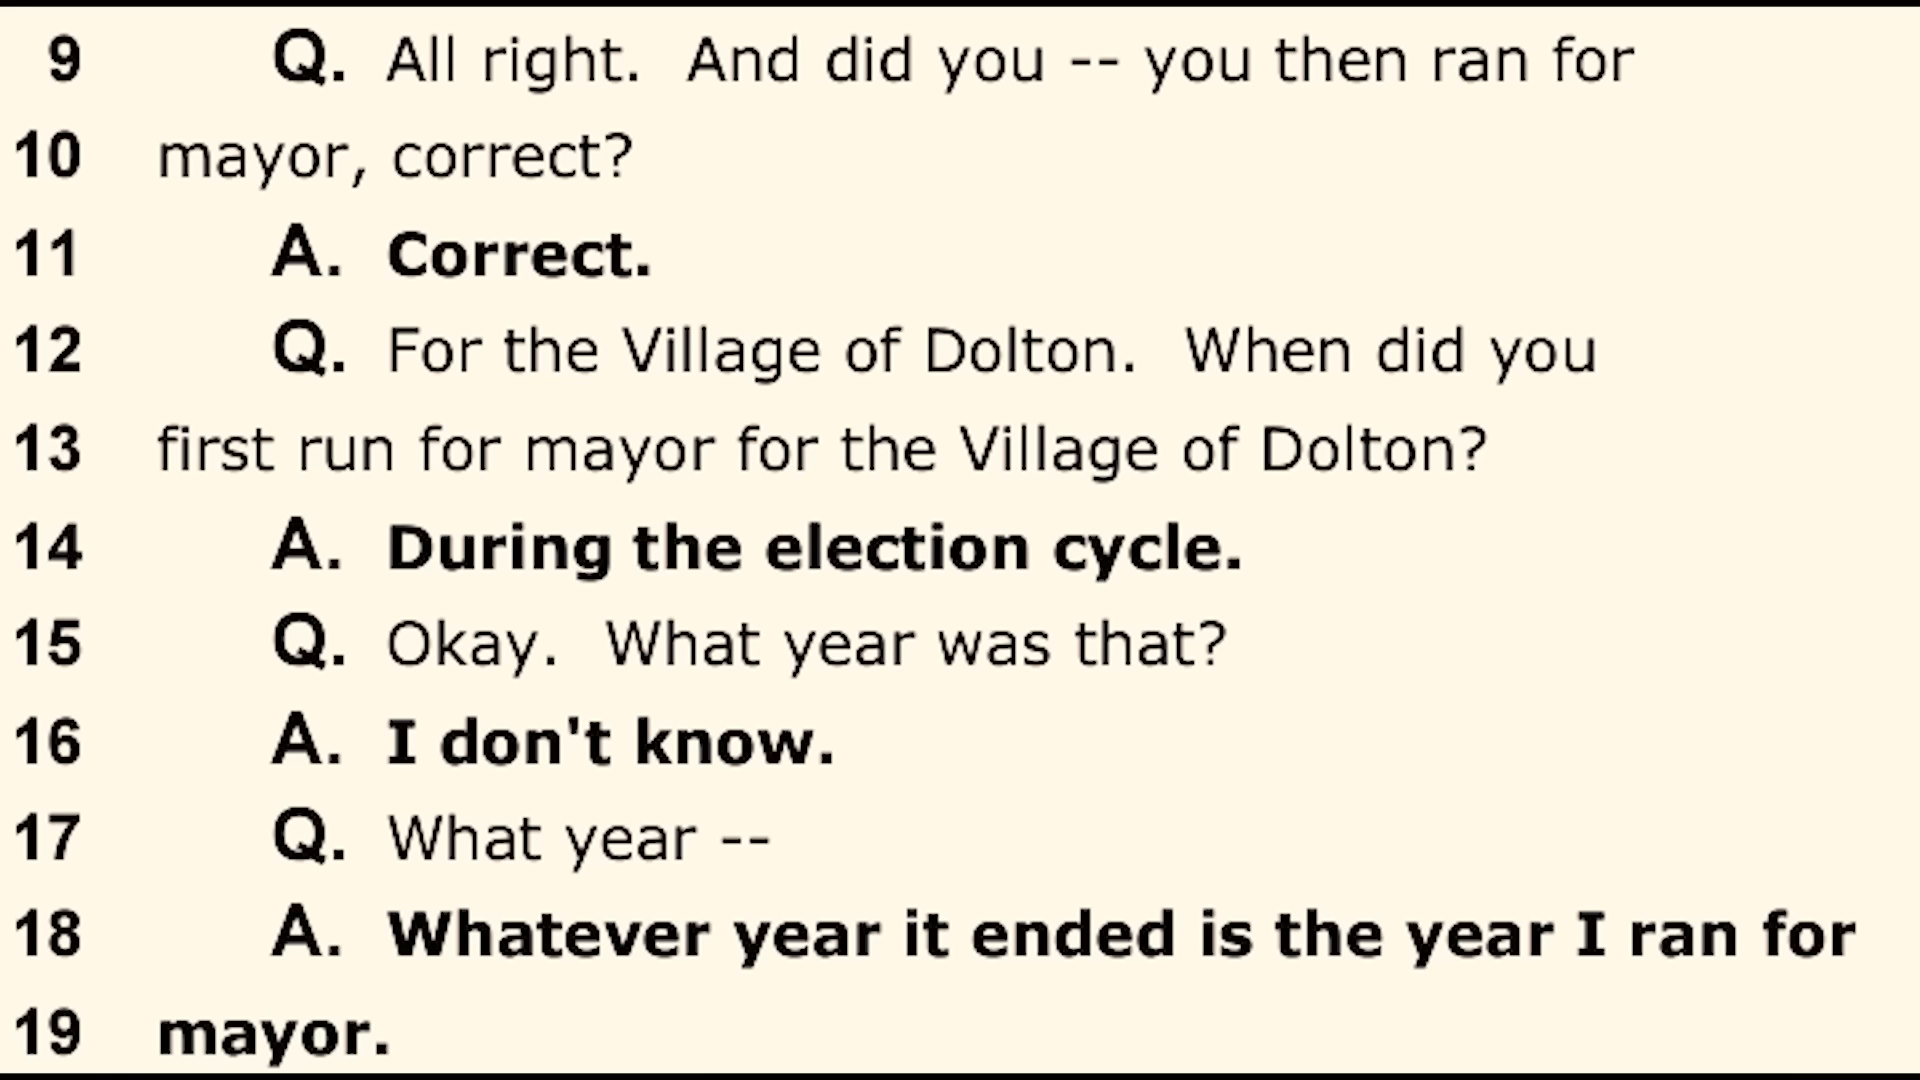 9 Q. All right. And did you -- you then ran for
10 mayor, correct?
11 A. Correct.
12 Q. For the Village of Dolton. When did you
13 first run for mayor for the Village of Dolton?
14 A. During the election cycle.
15 Q. Okay. What year was that?
16 A. I don't know.
17 Q. What year --
18 A. Whatever year it ended is the year I ran for
19 mayor.